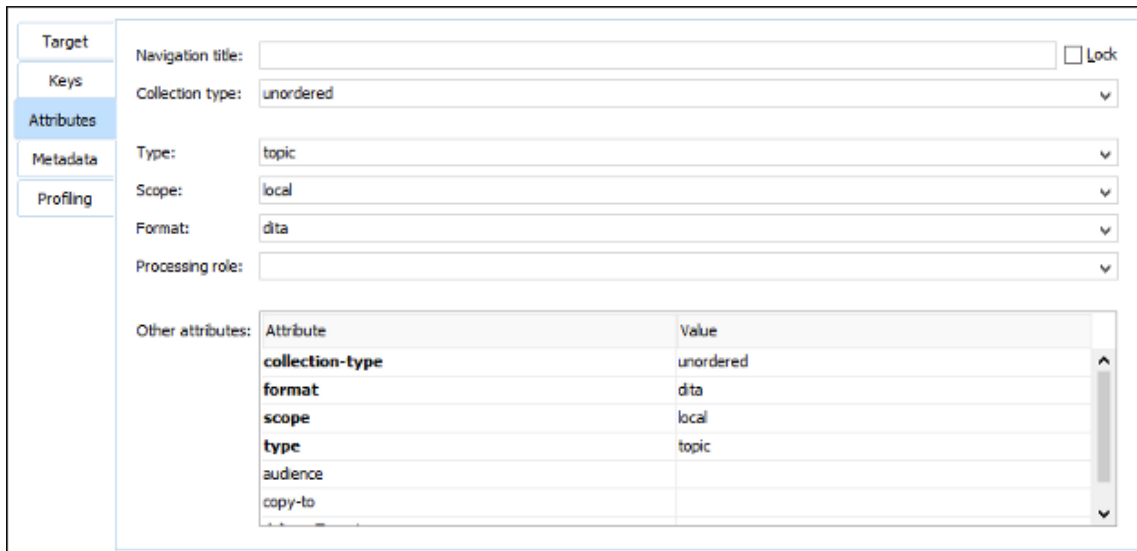 Target
Keys
Attributes
Metadata
Profiling
Navigation title:
Lock
Collection type: unordered
Type: topic
Scope: local
Format: dita
Processing role:
Other attributes: Attribute Value
collection-type unordered
format dita
scope local
type topic
audience
copy-to